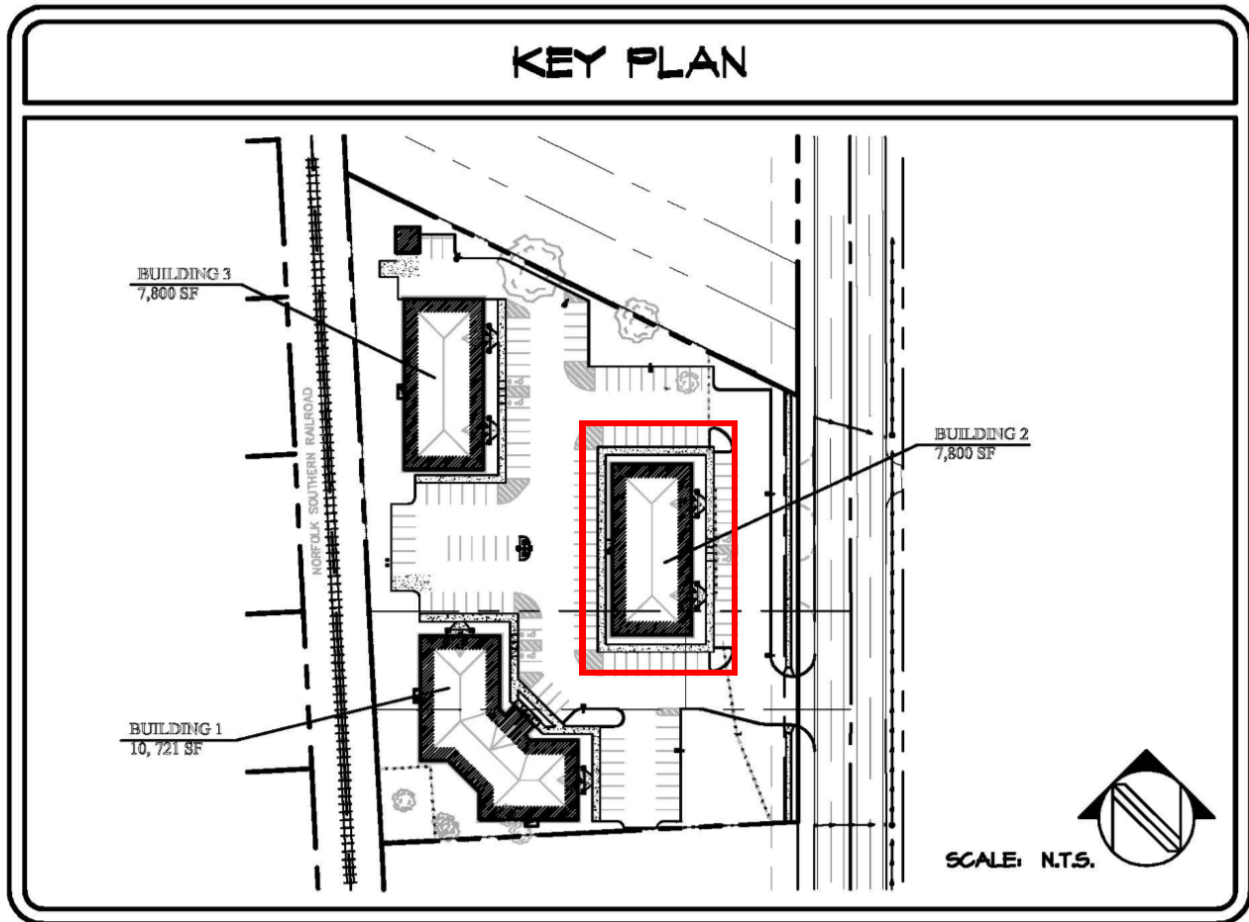 KEY PLAN
BUILDING 3
7,800 SF
NORFOLK SOUTHERN RAILROAD
BUILDING 2
7,800 SF
BUILDING 1
10, 721 SF
SCALE: N.T.S.
N